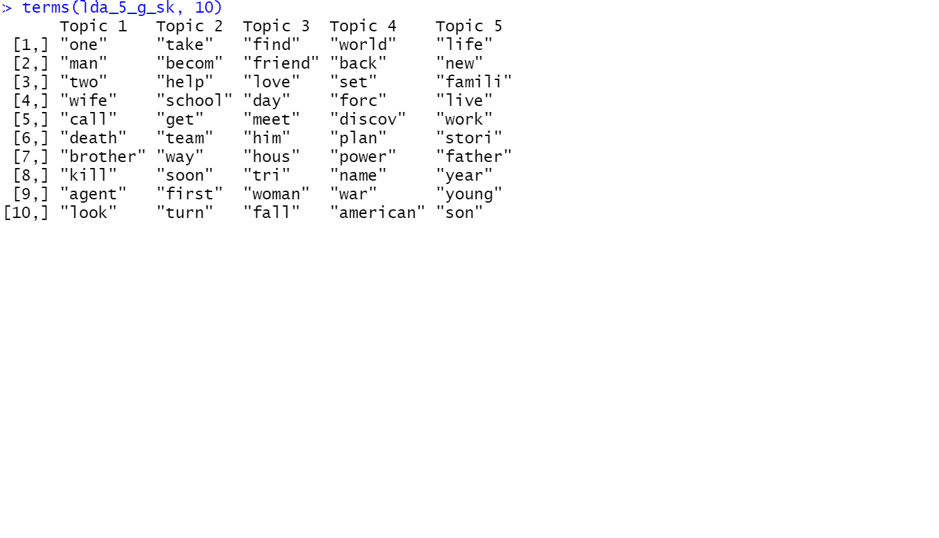 > terms(lda_5_g_sk, 10)
Topic 1 Topic 2 Topic 3 Topic 4 Topic 5
[1,] "one" "take" "find" "world" "life"
[2,] "man" "becom" "friend" "back" "new"
[3,] "two" "help" "love" "set" "famili"
[4,] "wife" "school" "day" "forc" "live"
[5,] "call" "get" "meet" "discov" "work"
[6,] "death" "team" "him" "plan" "stori"
[7,] "brother" "way" "hous" "power" "father"
[8,] "kill" "soon" "tri" "name" "year"
[9,] "agent" "first" "woman" "war" "young"
[10,] "look" "turn" "fall" "american" "son"